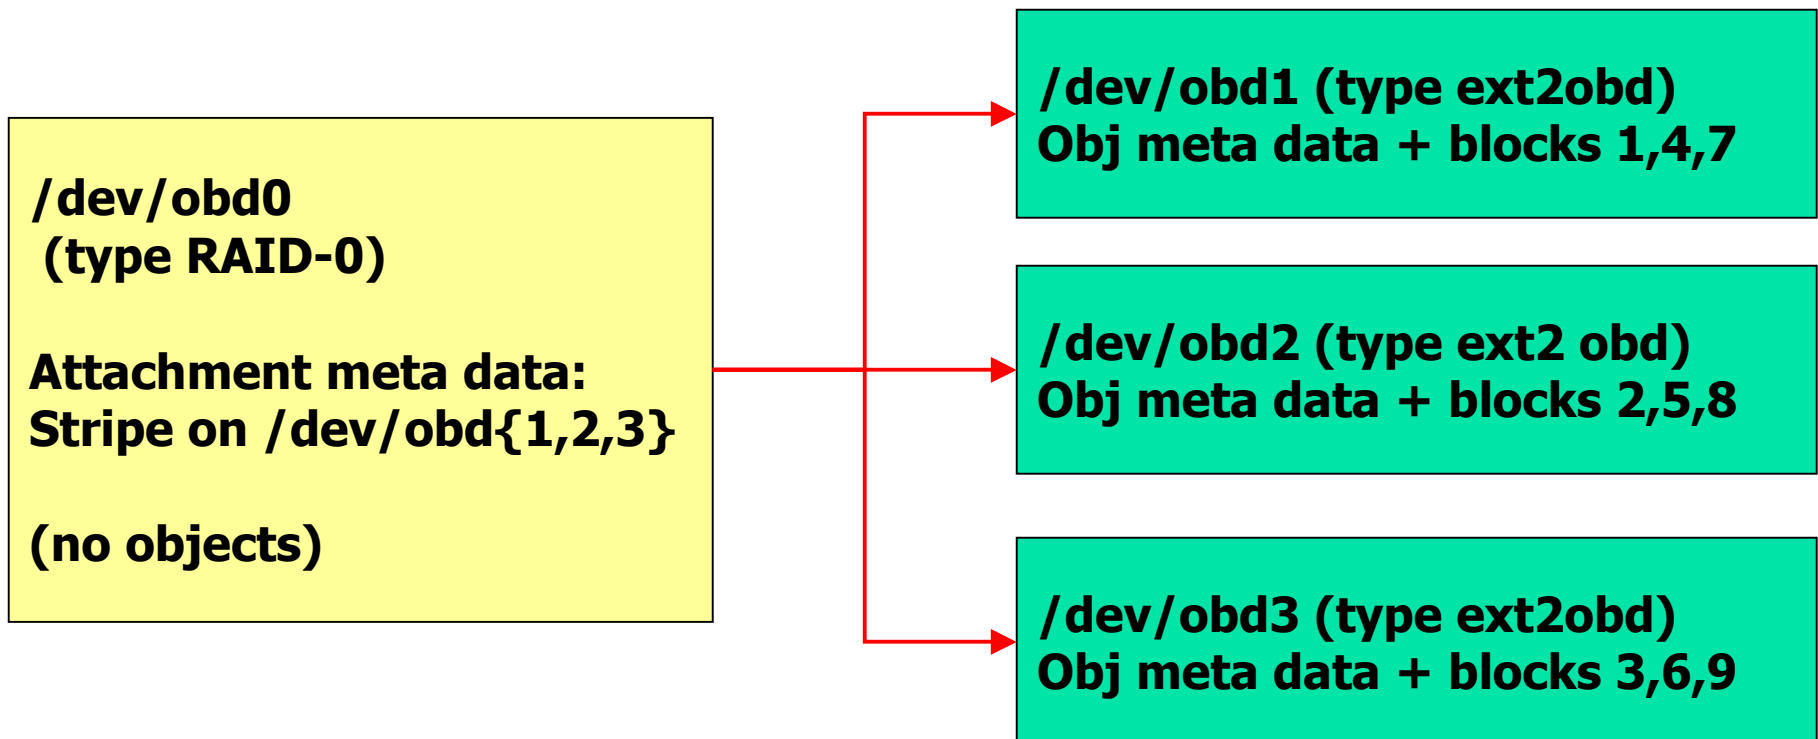 /dev/obd0
(type RAID-0)
Attachment meta data:
Stripe on /dev/obd{1,2,3}
(no objects)
/dev/obd1 (type ext2obd)
Obj meta data + blocks 1,4,7
/dev/obd2 (type ext2 obd)
Obj meta data + blocks 2,5,8
/dev/obd3 (type ext2obd)
Obj meta data + blocks 3,6,9